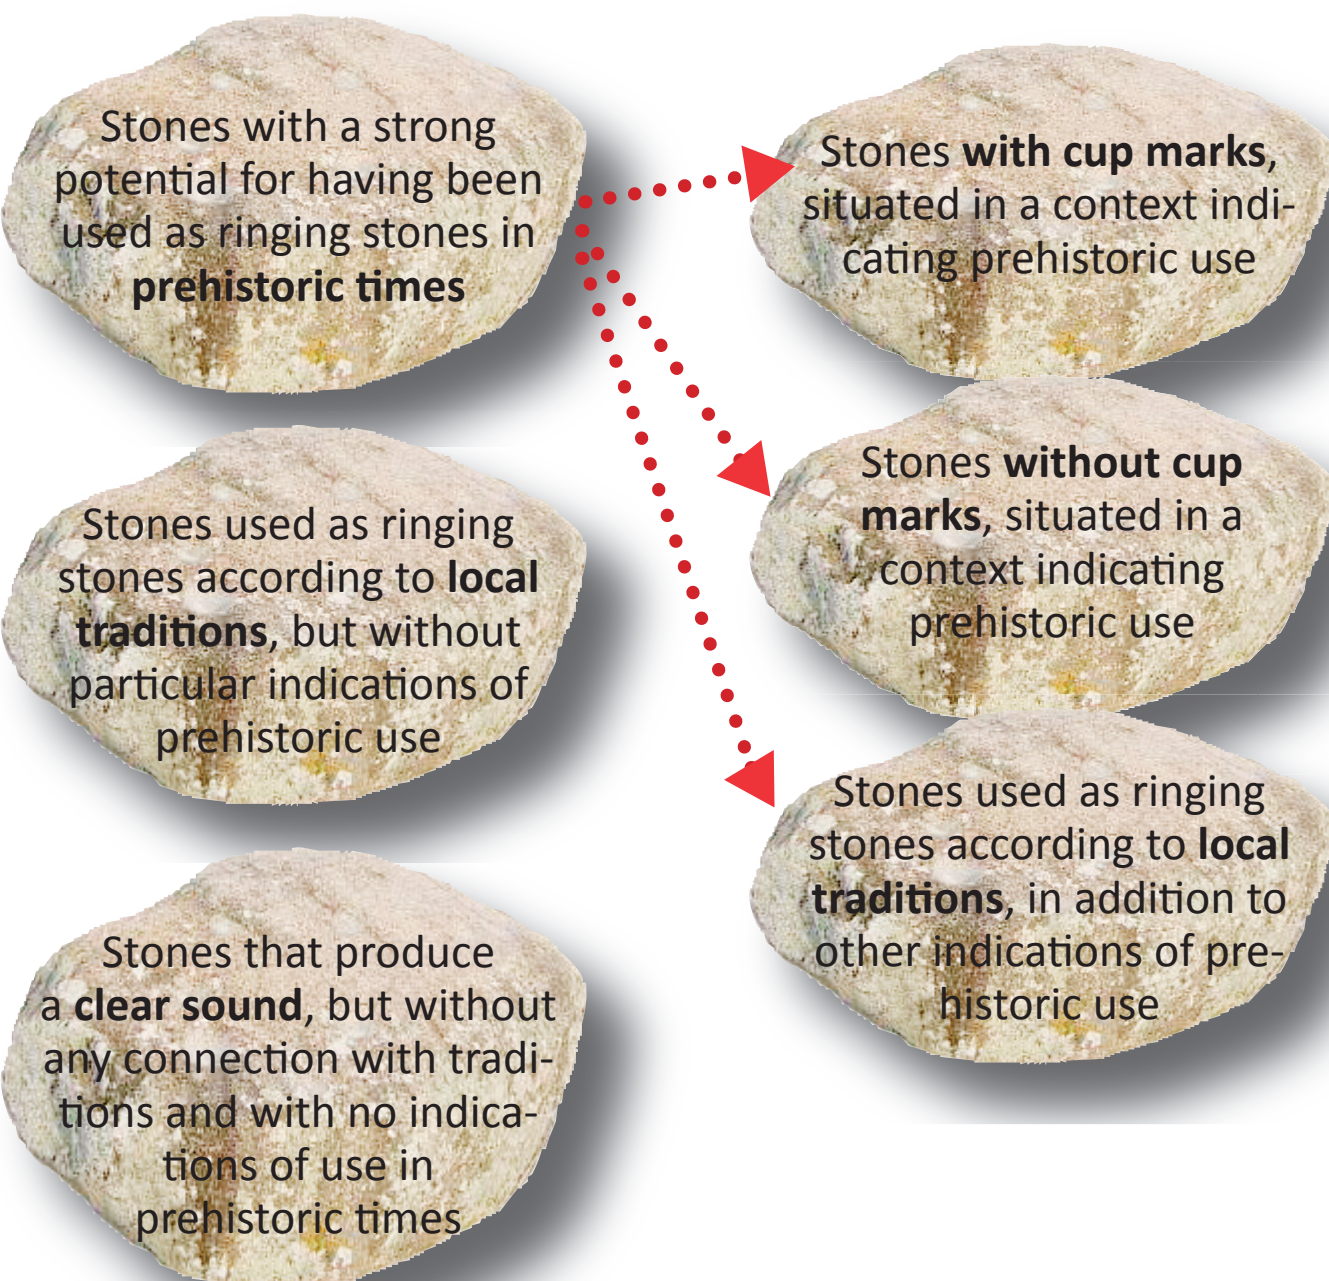 Stones with a strong
potential for having been
used as ringing stones in
prehistoric times
Stones used as ringing
stones according to local
traditions, but without
particular indications of
prehistoric use
Stones that produce
a clear sound, but without
any connection with tradi-
tions and with no indica-
tions of use in
prehistoric times
Stones with cup marks,
situated in a context indi-
cating prehistoric use
Stones without cup
marks, situated in a
context indicating
prehistoric use
Stones used as ringing
stones according to local
traditions, in addition to
other indications of pre-
historic use